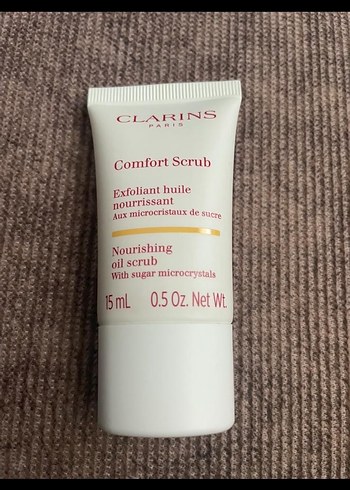 CLARINS
PARIS
Comfort Scrub
Exfoliant huile
nourrissant
Aux microcristaux de sucre
Nourishing
oil scrub
With sugar microcrystals
15 mL 0.5 Oz. Net Wt.